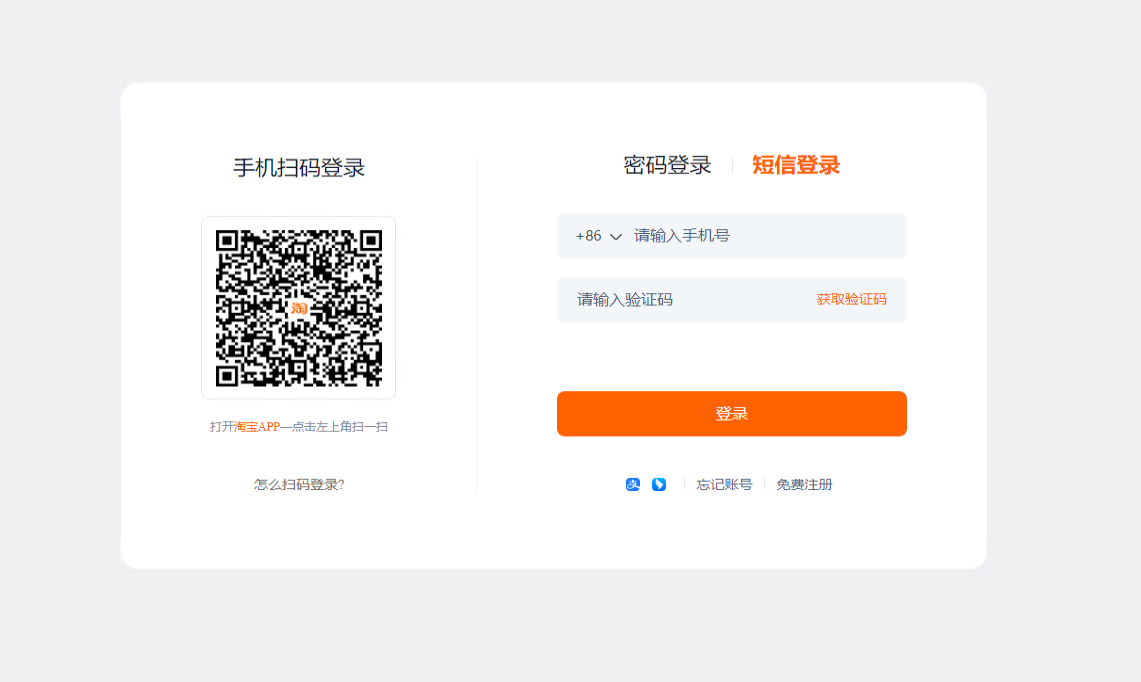 手机扫码登录
淘
打开淘宝APP—点击左上角扫一扫
怎么扫码登录?
密码登录 短信登录
+86 请输入手机号
请输入验证码 获取验证码
登录
支 忘记账号 免费注册